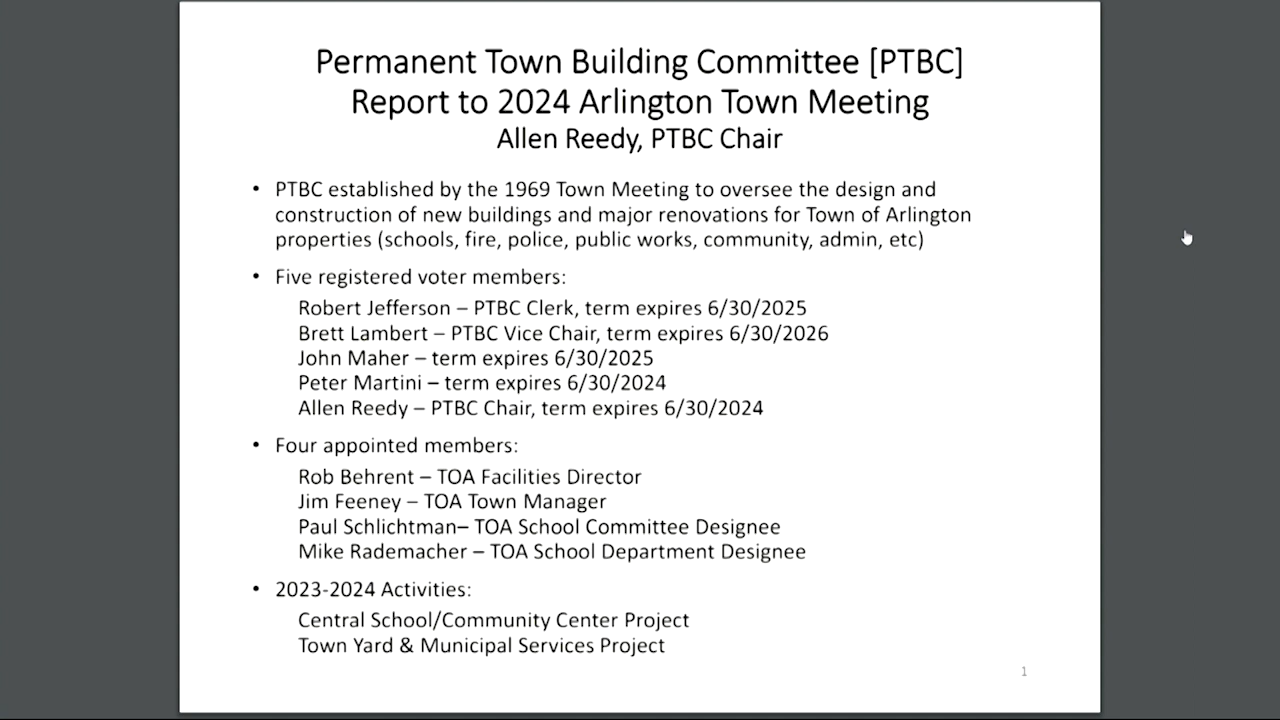 Permanent Town Building Committee [PTBC]
Report to 2024 Arlington Town Meeting
Allen Reedy, PTBC Chair
• PTBC established by the 1969 Town Meeting to oversee the design and
construction of new buildings and major renovations for Town of Arlington
properties (schools, fire, police, public works, community, admin, etc)
• Five registered voter members:
Robert Jefferson – PTBC Clerk, term expires 6/30/2025
Brett Lambert – PTBC Vice Chair, term expires 6/30/2026
John Maher – term expires 6/30/2025
Peter Martini – term expires 6/30/2024
Allen Reedy – PTBC Chair, term expires 6/30/2024
• Four appointed members:
Rob Behrent – TOA Facilities Director
Jim Feeney – TOA Town Manager
Paul Schlichtman– TOA School Committee Designee
Mike Rademacher – TOA School Department Designee
• 2023-2024 Activities:
Central School/Community Center Project
Town Yard & Municipal Services Project
1